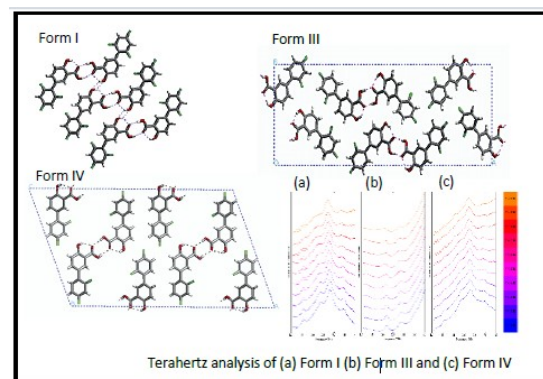 Form I
Form III
Form IV
(a) (b) (c)
Terahertz analysis of (a) Form I (b) Form III and (c) Form IV